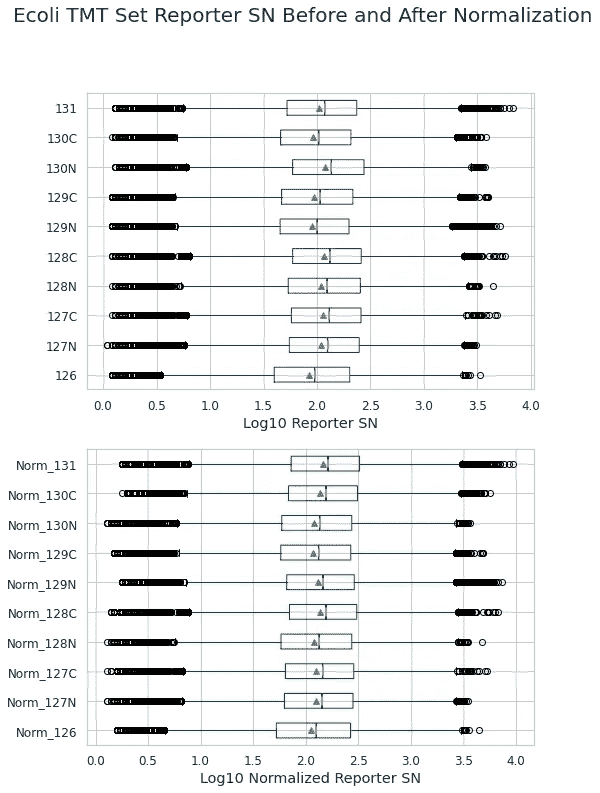 Ecoli TMT Set Reporter SN Before and After Normalization
131
130C
130N
129C
129N
128C
128N
127C
127N
126
0.0 0.5 1.0 1.5 2.0 2.5 3.0 3.5 4.0
Log10 Reporter SN
Norm_131
Norm_130C
Norm_130N
Norm_129C
Norm_129N
Norm_128C
Norm_128N
Norm_127C
Norm_127N
Norm_126
0.0 0.5 1.0 1.5 2.0 2.5 3.0 3.5 4.0
Log10 Normalized Reporter SN